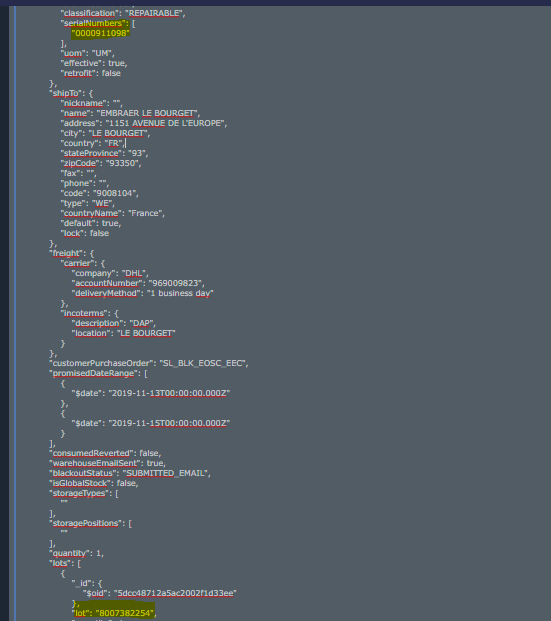 "classification": "REPAIRABLE",
"serialNumbers": [
"0000911098"
],
"uom": "UM",
"effective": true,
"retrofit": false
},
"shipTo": {
"nickname": "",
"name": "EMBRAER LE BOURGET",
"address": "1151 AVENUE DE L'EUROPE",
"city": "LE BOURGET",
"country": "FR",
"stateProvince": "93",
"zipCode": "93350",
"fax": "",
"phone": "",
"code": "9008104",
"type": "WE",
"countryName": "France",
"default": true,
"lock": false
},
"freight": {
"carrier": {
"company": "DHL",
"accountNumber": "969009823",
"deliveryMethod": "1 business day"
},
"incoterms": {
"description": "DAP",
"location": "LE BOURGET"
}
},
"customerPurchaseOrder": "SL_BLK_EOSC_EEC",
"promisedDateRange": [
{
"$date": "2019-11-13T00:00:00.000Z"
},
{
"$date": "2019-11-15T00:00:00.000Z"
}
],
"consumedReverted": false,
"warehouseEmailSent": true,
"blackoutStatus": "SUBMITTED_EMAIL",
"isGlobalStock": false,
"storageTypes": [
""
],
"storagePositions": [
""
],
"quantity": 1,
"lots": [
{
"_id": {
"$oid": "5dcc48712a5ac2002f1d33ee"
},
"lot": "8007382254",